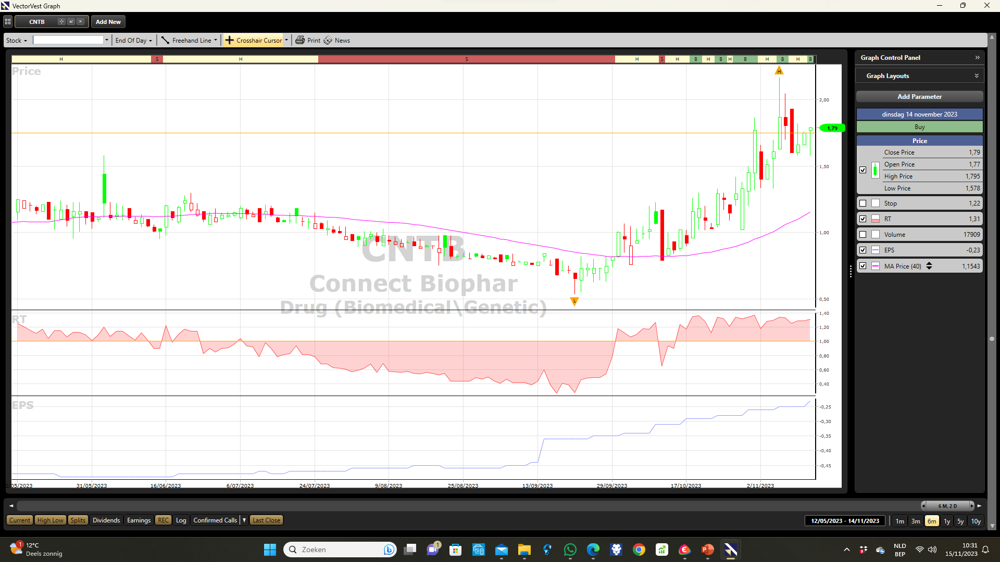 VectorVest Graph
CNTB
Add New
Stock
End Of Day
Freehand Line
Crosshair Cursor
Print
News
H S H S H S H B H B H B H B H B
Price
H
2,00
1,79
1,50
1,00
0,50
L
CNTB
Connect Biophar
Drug (Biomedical\Genetic)
RT
1,40
1,20
1,00
0,80
0,60
0,40
EPS
-0,25
-0,30
-0,35
-0,40
-0,45
2/05/2023 31/05/2023 16/06/2023 6/07/2023 24/07/2023 9/08/2023 25/08/2023 13/09/2023 29/09/2023 17/10/2023 2/11/2023
Graph Control Panel
Graph Layouts
Add Parameter
dinsdag 14 november 2023
Buy
Price
Close Price 1,79
Open Price 1,77
High Price 1,795
Low Price 1,578
Stop 1,22
RT 1,31
Volume 17909
EPS -0,23
MA Price (40) 1,1543
6 M, 2 D
Current High Low Splits Dividends Earnings REC Log Confirmed Calls Last Close
12/05/2023 - 14/11/2023
1m 3m 6m 1y 5y 10y
1
12°C
Deels zonnig
Zoeken
1
NLD
BEP
10:31
15/11/2023